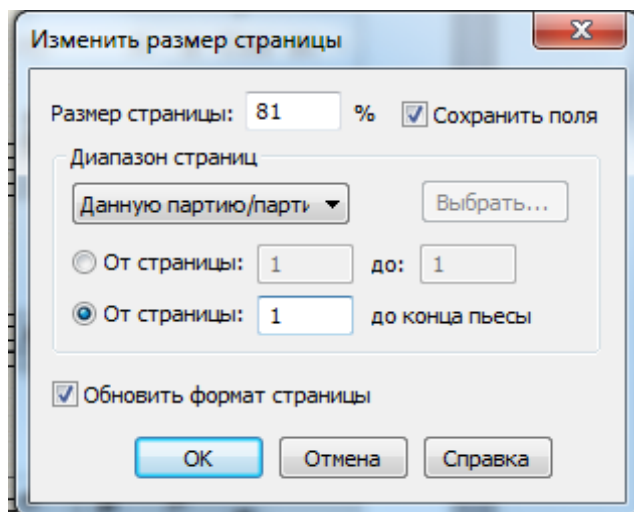 Изменить размер страницы
Размер страницы: 81 % Сохранить поля
Диапазон страниц
Данную партию/парти Выбрать...
От страницы: 1 до: 1
От страницы: 1 до конца пьесы
Обновить формат страницы
OK Отмена Справка